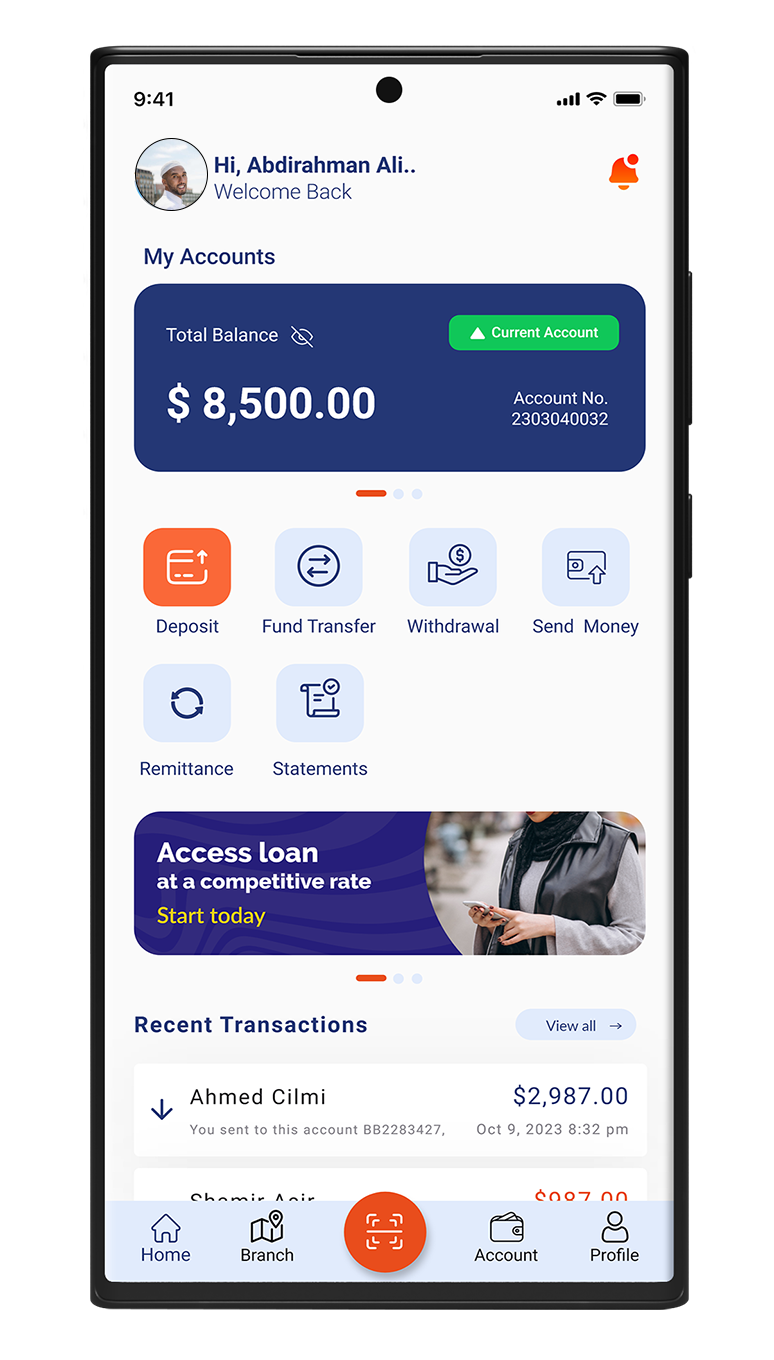 9:41
Hi, Abdirahman Ali..
Welcome Back
My Accounts
Total Balance
Current Account
$ 8,500.00
Account No.
2303040032
Deposit
Fund Transfer
Withdrawal
Send Money
Remittance
Statements
Access loan
at a competitive rate
Start today
Recent Transactions
View all →
Ahmed Cilmi
$2,987.00
You sent to this account BB2283427,
Oct 9, 2023 8:32 pm
$987.00
Home
Branch
Account
Profile